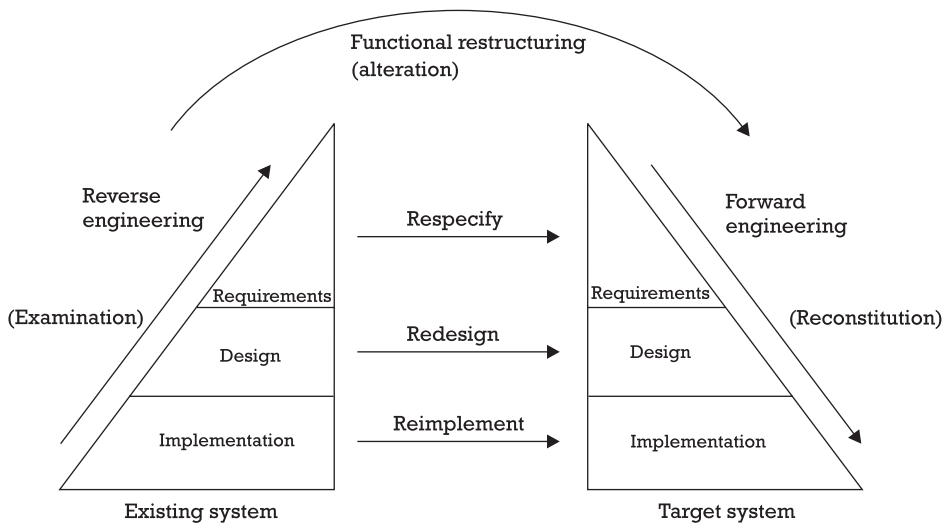 Functional restructuring
(alteration)
Reverse
engineering
Forward
engineering
Respecify
Requirements
Requirements
(Examination)
(Reconstitution)
Redesign
Design
Design
Reimplement
Implementation
Implementation
Existing system
Target system